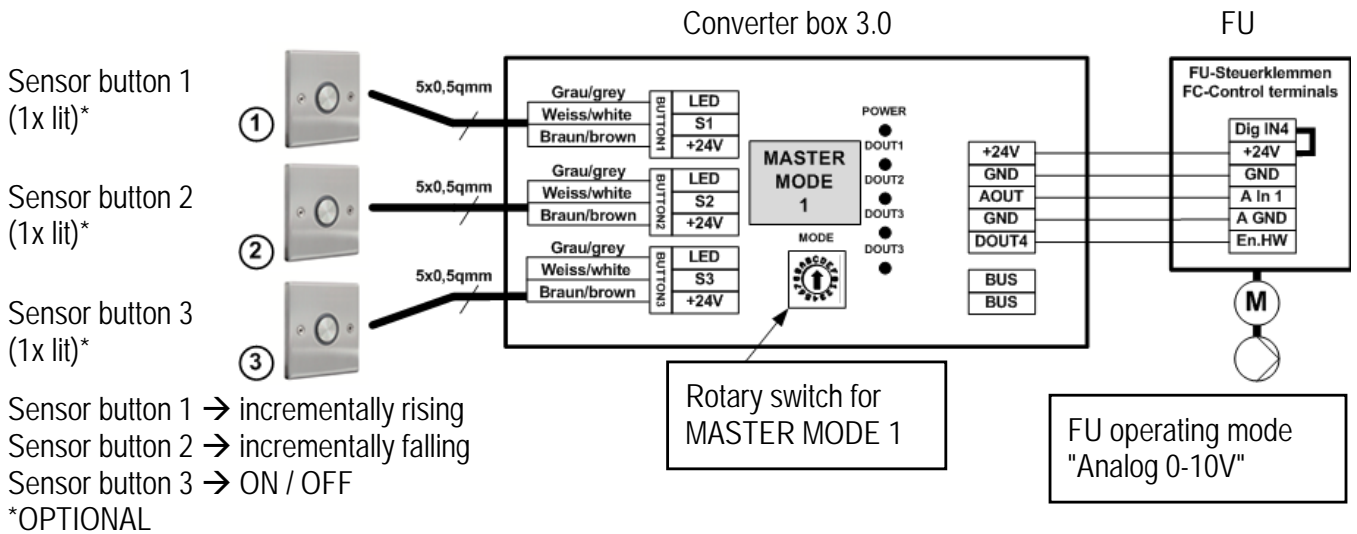 Converter box 3.0
FU
Sensor button 1
(1x lit)*
1
5x0,5qmm
Grau/grey
Weiss/white
Braun/brown
BUTTON1
LED
S1
+24V
Sensor button 2
(1x lit)*
2
5x0,5qmm
Grau/grey
Weiss/white
Braun/brown
BUTTON2
LED
S2
+24V
Sensor button 3
(1x lit)*
3
5x0,5qmm
Grau/grey
Weiss/white
Braun/brown
BUTTON3
LED
S3
+24V
MASTER
MODE
1
MODE
POWER
DOUT1
DOUT2
DOUT3
DOUT3
+24V
GND
AOUT
GND
DOUT4
BUS
BUS
FU-Steuerklemmen
FC-Control terminals
Dig IN4
+24V
GND
A In 1
A GND
En.HW
M
Rotary switch for
MASTER MODE 1
FU operating mode
"Analog 0-10V"
Sensor button 1 → incrementally rising
Sensor button 2 → incrementally falling
Sensor button 3 → ON / OFF
*OPTIONAL